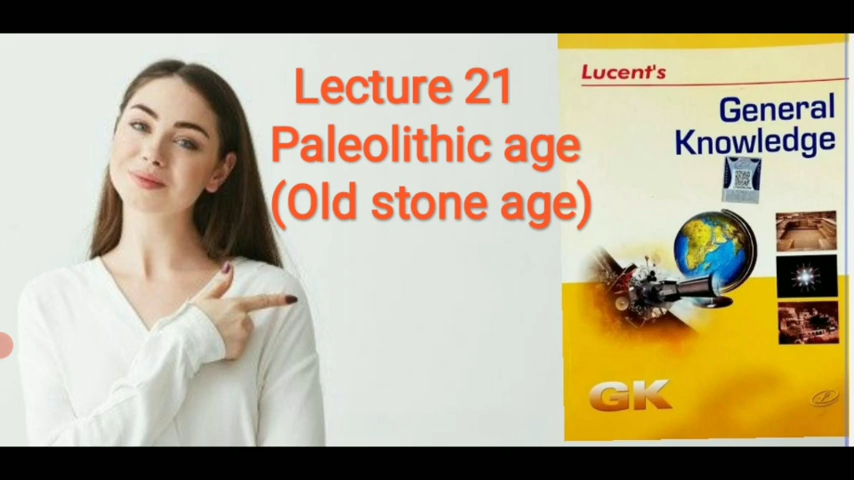 Lecture 21
Paleolithic age
(Old stone age)
Lucent's
General
Knowledge
GK